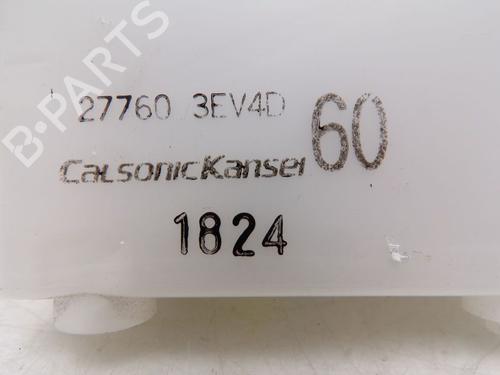 B-PARTS
27760 3EV4D
60
CalsonicKansei
1824